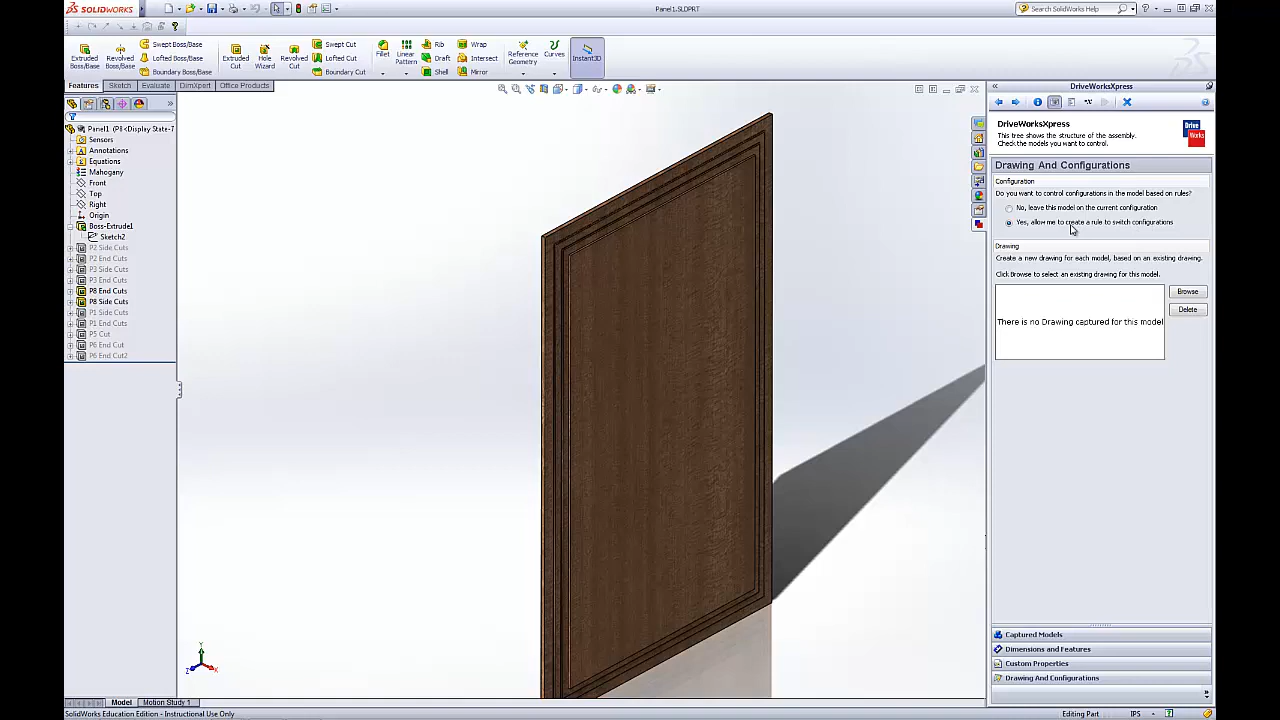 SOLIDWORKS
Panel1.SLDPRT
Search SolidWorks Help
Extruded Boss/Base
Revolved Boss/Base
Swept Boss/Base
Lofted Boss/Base
Boundary Boss/Base
Extruded Cut
Hole Wizard
Revolved Cut
Swept Cut
Lofted Cut
Boundary Cut
Fillet
Linear Pattern
Rib
Draft
Shell
Wrap
Intersect
Mirror
Reference Geometry
Curves
Instant3D
Features
Sketch
Evaluate
DimXpert
Office Products
Panel1 (P8<Display State-7
Sensors
Annotations
Equations
Mahogany
Front
Top
Right
Origin
Boss-Extrude1
Sketch2
P2 Side Cuts
P2 End Cuts
P3 Side Cuts
P3 End Cuts
P8 End Cuts
P8 Side Cuts
P1 Side Cuts
P1 End Cuts
P5 Cut
P6 End Cut
P6 End Cut2
Y
Z
X
DriveWorksXpress
DriveWorksXpress
This tree shows the structure of the assembly.
Check the models you want to control.
Drive
Works
Drawing And Configurations
Configuration
Do you want to control configurations in the model based on rules?
No, leave this model on the current configuration
Yes, allow me to create a rule to switch configurations
Drawing
Create a new drawing for each model, based on an existing drawing.
Click Browse to select an existing drawing for this model.
There is no Drawing captured for this model
Browse
Delete
Captured Models
Dimensions and Features
Custom Properties
Drawing And Configurations
Model
Motion Study 1
SolidWorks Education Edition - Instructional Use Only
Editing Part
IPS